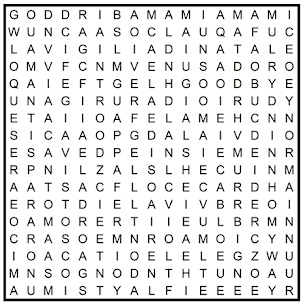 G O D D R I B A M A M I A M A M I
W U N C A A S O C L A U Q A F U C
L A V I G I L I A D I N A T A L E
O M V F C N M V E N U S A D O R O
Q A I E F T G E L H G O O D B Y E
U N A G I R U R A D I O I R U D Y
E T A I I O A F E L A M E H C N N
S I C A A O P G D A L A I V D I O
E S A V E D P E I N S I E M E N R
R P N I L Z A L S L H E C U I N M
A A T S A C F L O C E C A R D H A
E R O T D I E L A V I V B R E O I
O A M O R E R T I I E U L B R M N
C R A S O E M N R O A M O I C Y N
I O A C A T I O E L E L E G Z W U
M N S O G N O D N T H T U N O A U
A U M I S T Y A L F I E E E E Y R